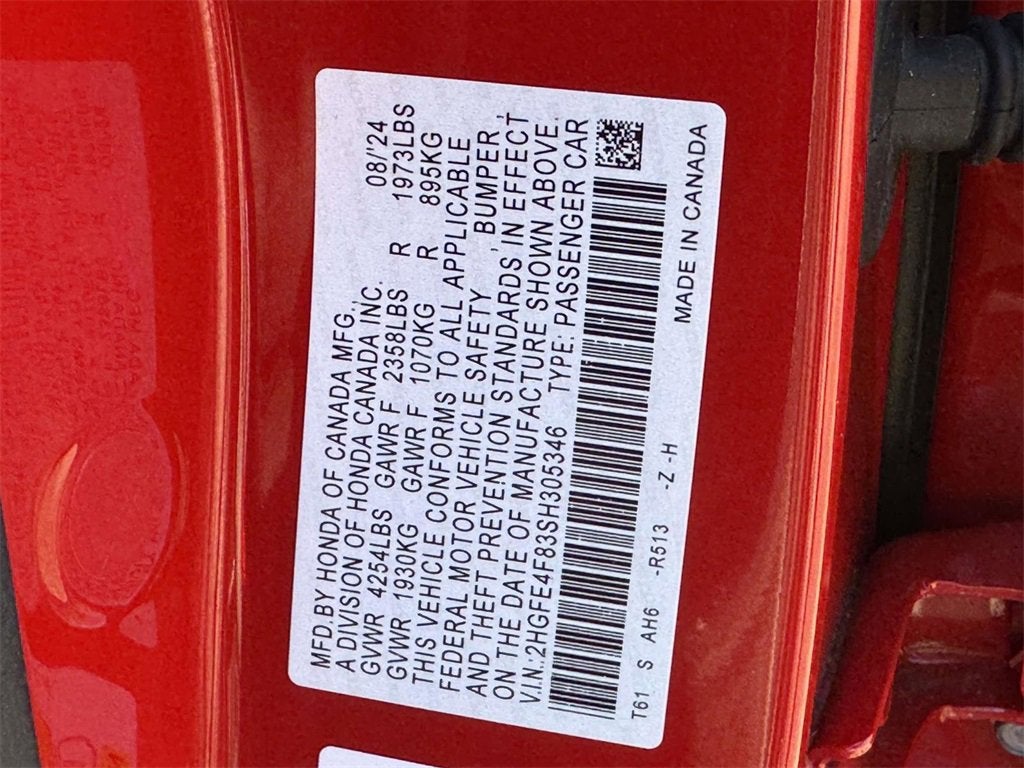 MFD.BY HONDA OF CANADA MFG.,
A DIVISION OF HONDA CANADA INC. 08/'24
GVWR 4254LBS GAWR F 2358LBS R 1973LBS
GVWR 1930KG GAWR F 1070KG R 895KG
THIS VEHICLE CONFORMS TO ALL APPLICABLE
FEDERAL MOTOR VEHICLE SAFETY , BUMPER ,
AND THEFT PREVENTION STANDARDS IN EFFECT
ON THE DATE OF MANUFACTURE SHOWN ABOVE.
V.I.N.:2HGFE4F83SH305346 TYPE: PASSENGER CAR
T61 S AH6 -R513 -Z -H
MADE IN CANADA